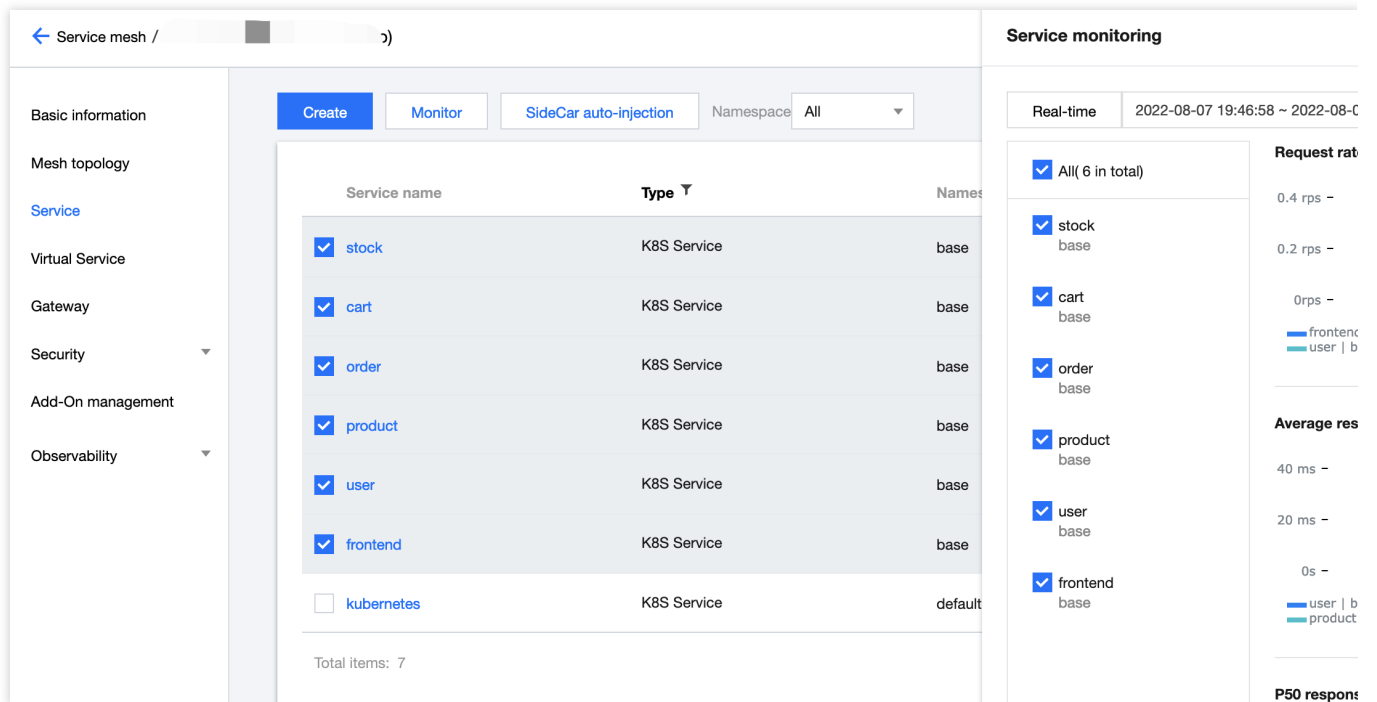 Service mesh /
Basic information
Mesh topology
Service
Virtual Service
Gateway
Security
Add-On management
Observability
Create
Monitor
SideCar auto-injection
Namespace
All
Service name Type
stock K8S Service base
cart K8S Service base
order K8S Service base
product K8S Service base
user K8S Service base
frontend K8S Service base
kubernetes K8S Service default
Total items: 7
Service monitoring
Real-time 2022-08-07 19:46:58 ~
All( 6 in total)
stock
base
cart
base
order
base
product
base
user
base
frontend
base
Request
0.4 rps
0.2 rps
0rps
user |
Average
40 ms
20 ms
0s
user |
product
P50